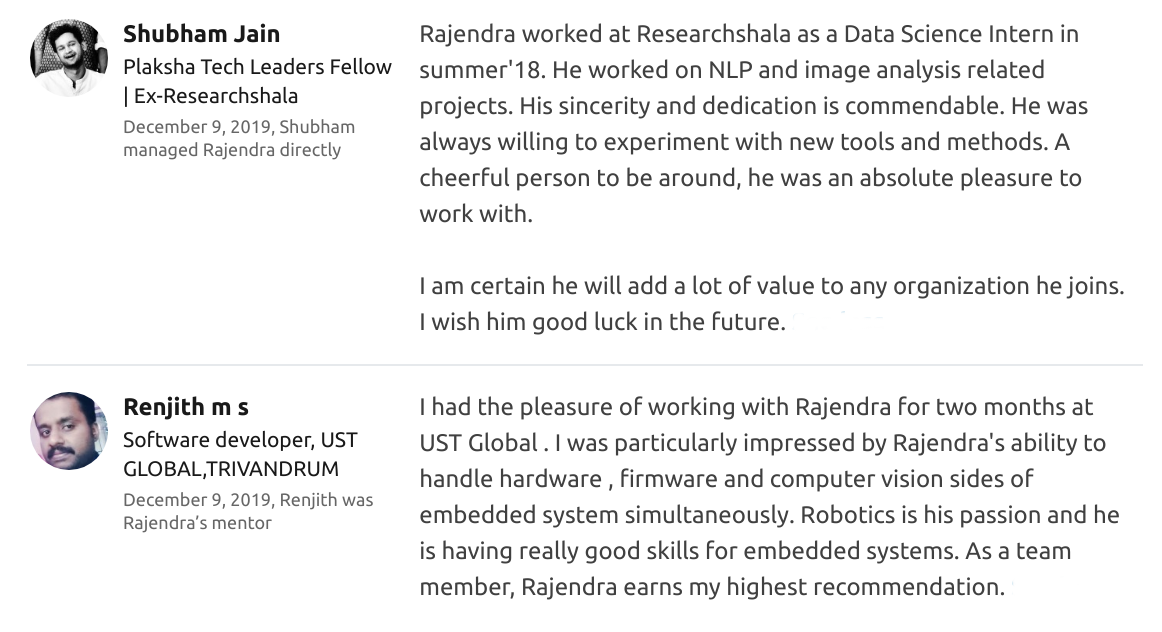 Shubham Jain
Plaksha Tech Leaders Fellow
| Ex-Researchshala
December 9, 2019, Shubham
managed Rajendra directly
Rajendra worked at Researchshala as a Data Science Intern in
summer'18. He worked on NLP and image analysis related
projects. His sincerity and dedication is commendable. He was
always willing to experiment with new tools and methods. A
cheerful person to be around, he was an absolute pleasure to
work with.
I am certain he will add a lot of value to any organization he joins.
I wish him good luck in the future.
Renjith m s
Software developer, UST
GLOBAL,TRIVANDRUM
December 9, 2019, Renjith was
Rajendra’s mentor
I had the pleasure of working with Rajendra for two months at
UST Global . I was particularly impressed by Rajendra's ability to
handle hardware , firmware and computer vision sides of
embedded system simultaneously. Robotics is his passion and he
is having really good skills for embedded systems. As a team
member, Rajendra earns my highest recommendation.